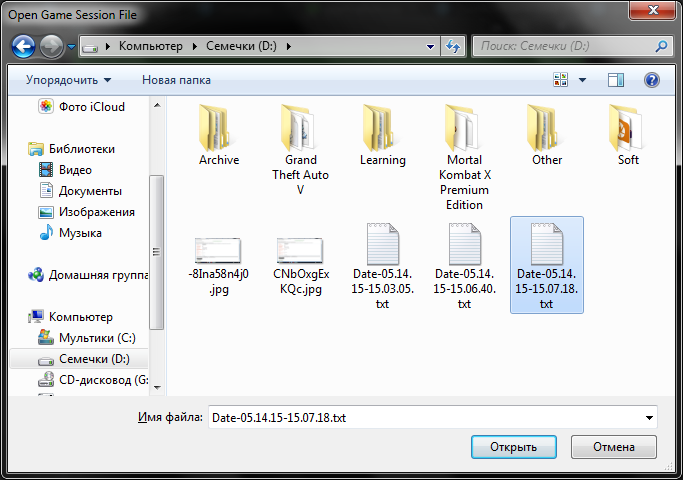 Open Game Session File
Компьютер
Семечки (D:)
Поиск: Семечки (D:)
Упорядочить
Новая папка
Фото iCloud
Библиотеки
Видео
Документы
Изображения
Музыка
Домашняя группа
Компьютер
Мультики (C:)
Семечки (D:)
CD-дисковод (G:
Archive
Grand
Theft Auto
V
Learning
Mortal
Kombat X
Premium
Edition
Other
Soft
-8Ina58n4j0
.jpg
CNbOxgEx
KQc.jpg
Date-05.14.
15-15.03.05.
txt
Date-05.14.
15-15.06.40.
txt
Date-05.14.
15-15.07.18.
txt
Имя файла:
Date-05.14.15-15.07.18.txt
Открыть
Отмена